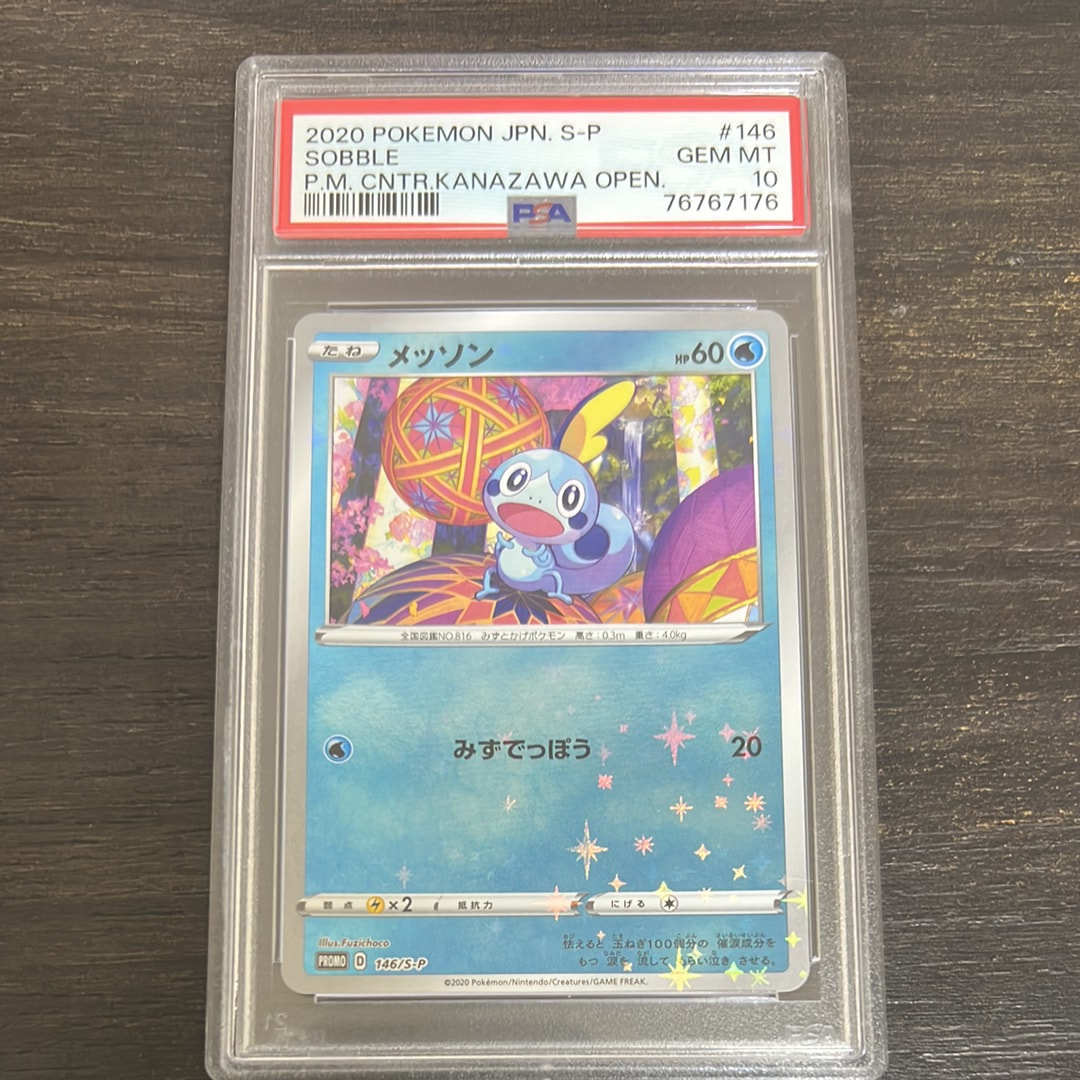 2020 POKEMON JPN. S-P #146
SOBBLE GEM MT
P.M. CNTR.KANAZAWA OPEN. 10
PSA 76767176
たね メッソン HP60
全国図鑑NO.816 みずとかげポケモン 高さ:0.3m 重さ:4.0kg
みずでっぽう 20
弱点 ×2 抵抗力 にげる
Illus.Fuzichoco
怯えると 玉ねぎ100個分の 催涙成分を
もつ 涙を 流して もらい泣き させる。
PROMO D 146/S-P
©2020 Pokémon/Nintendo/Creatures/GAME FREAK.